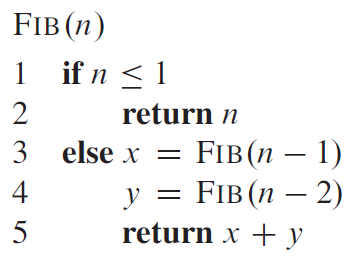 FIB(n)
1 if n ≤ 1
2 return n
3 else x = FIB(n − 1)
4 y = FIB(n − 2)
5 return x + y